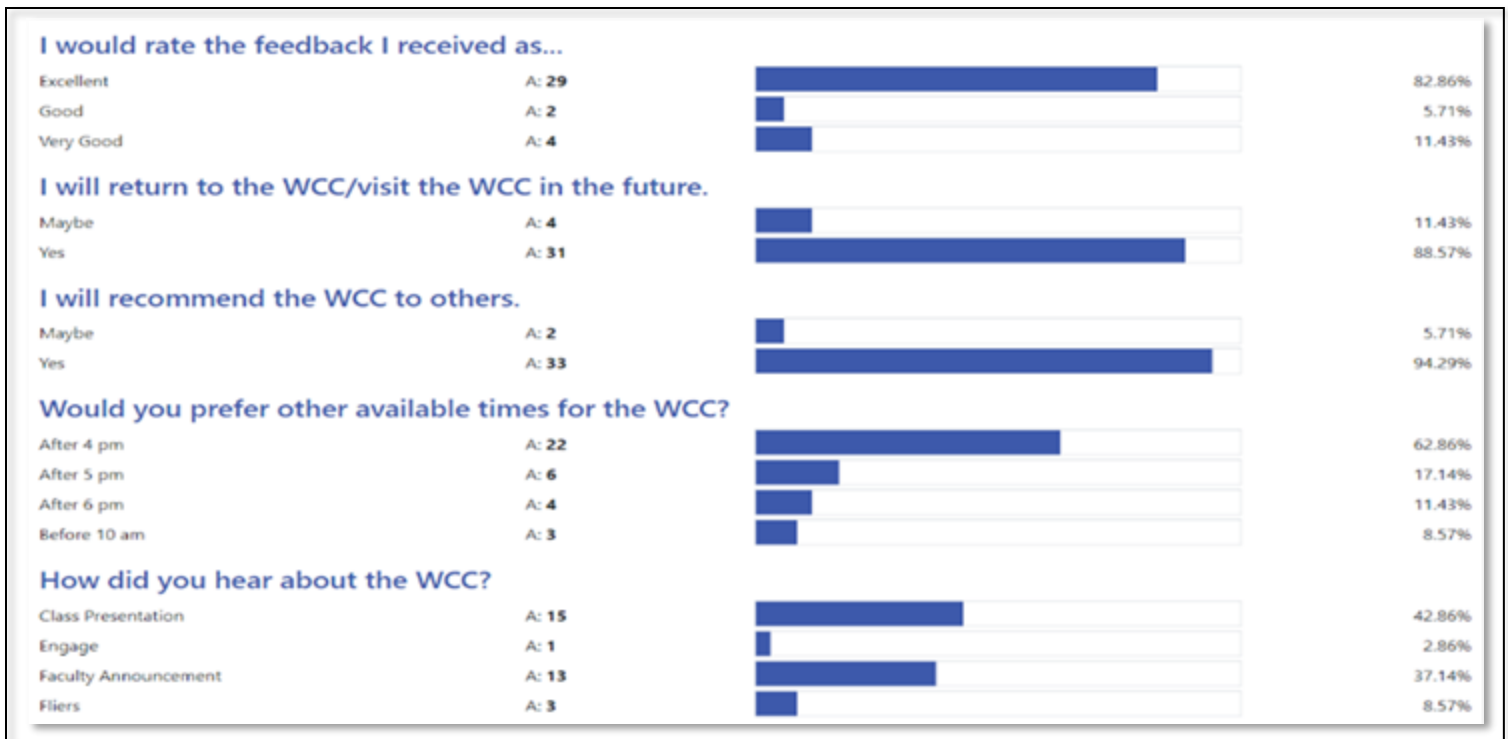 I would rate the feedback I received as...
Excellent A: 29 82.86%
Good A: 2 5.71%
Very Good A: 4 11.43%
I will return to the WCC/visit the WCC in the future.
Maybe A: 4 11.43%
Yes A: 31 88.57%
I will recommend the WCC to others.
Maybe A: 2 5.71%
Yes A: 33 94.29%
Would you prefer other available times for the WCC?
After 4 pm A: 22 62.86%
After 5 pm A: 6 17.14%
After 6 pm A: 4 11.43%
Before 10 am A: 3 8.57%
How did you hear about the WCC?
Class Presentation A: 15 42.86%
Engage A: 1 2.86%
Faculty Announcement A: 13 37.14%
Fliers A: 3 8.57%